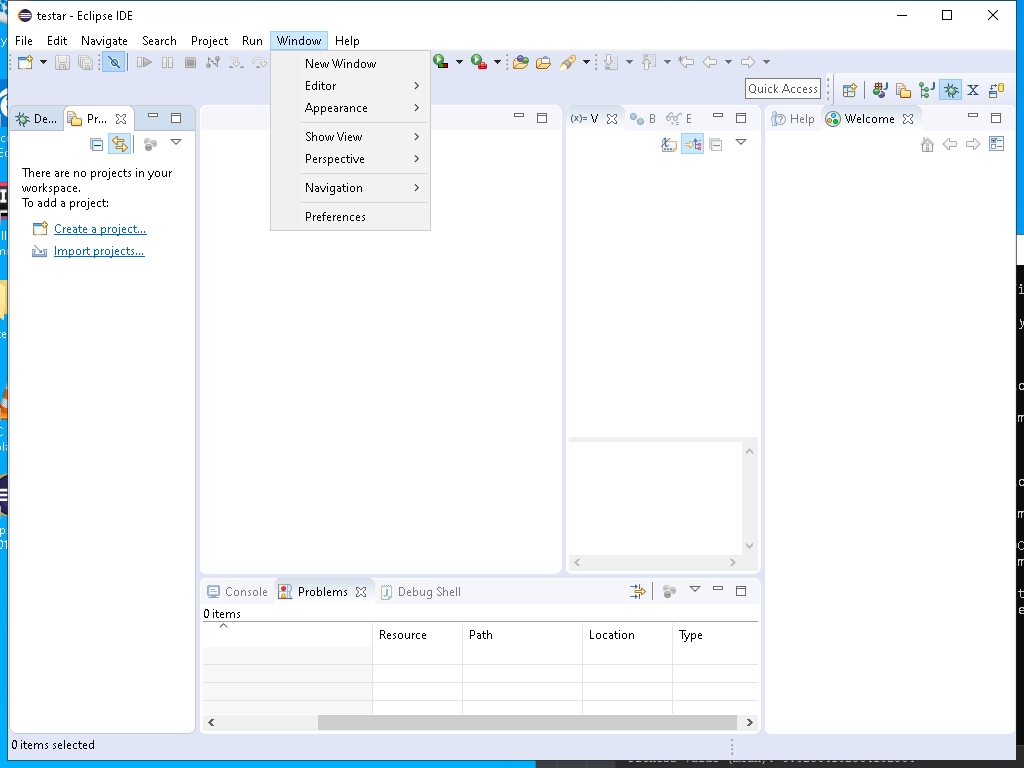 testar - Eclipse IDE
File Edit Navigate Search Project Run Window Help
New Window
Editor
Appearance
Show View
Perspective
Navigation
Preferences
Quick Access
De...
Pr...
There are no projects in your
workspace.
To add a project:
Create a project...
Import projects...
(x)= V
B
E
Help
Welcome
Console
Problems
Debug Shell
0 items
Resource Path Location Type
0 items selected